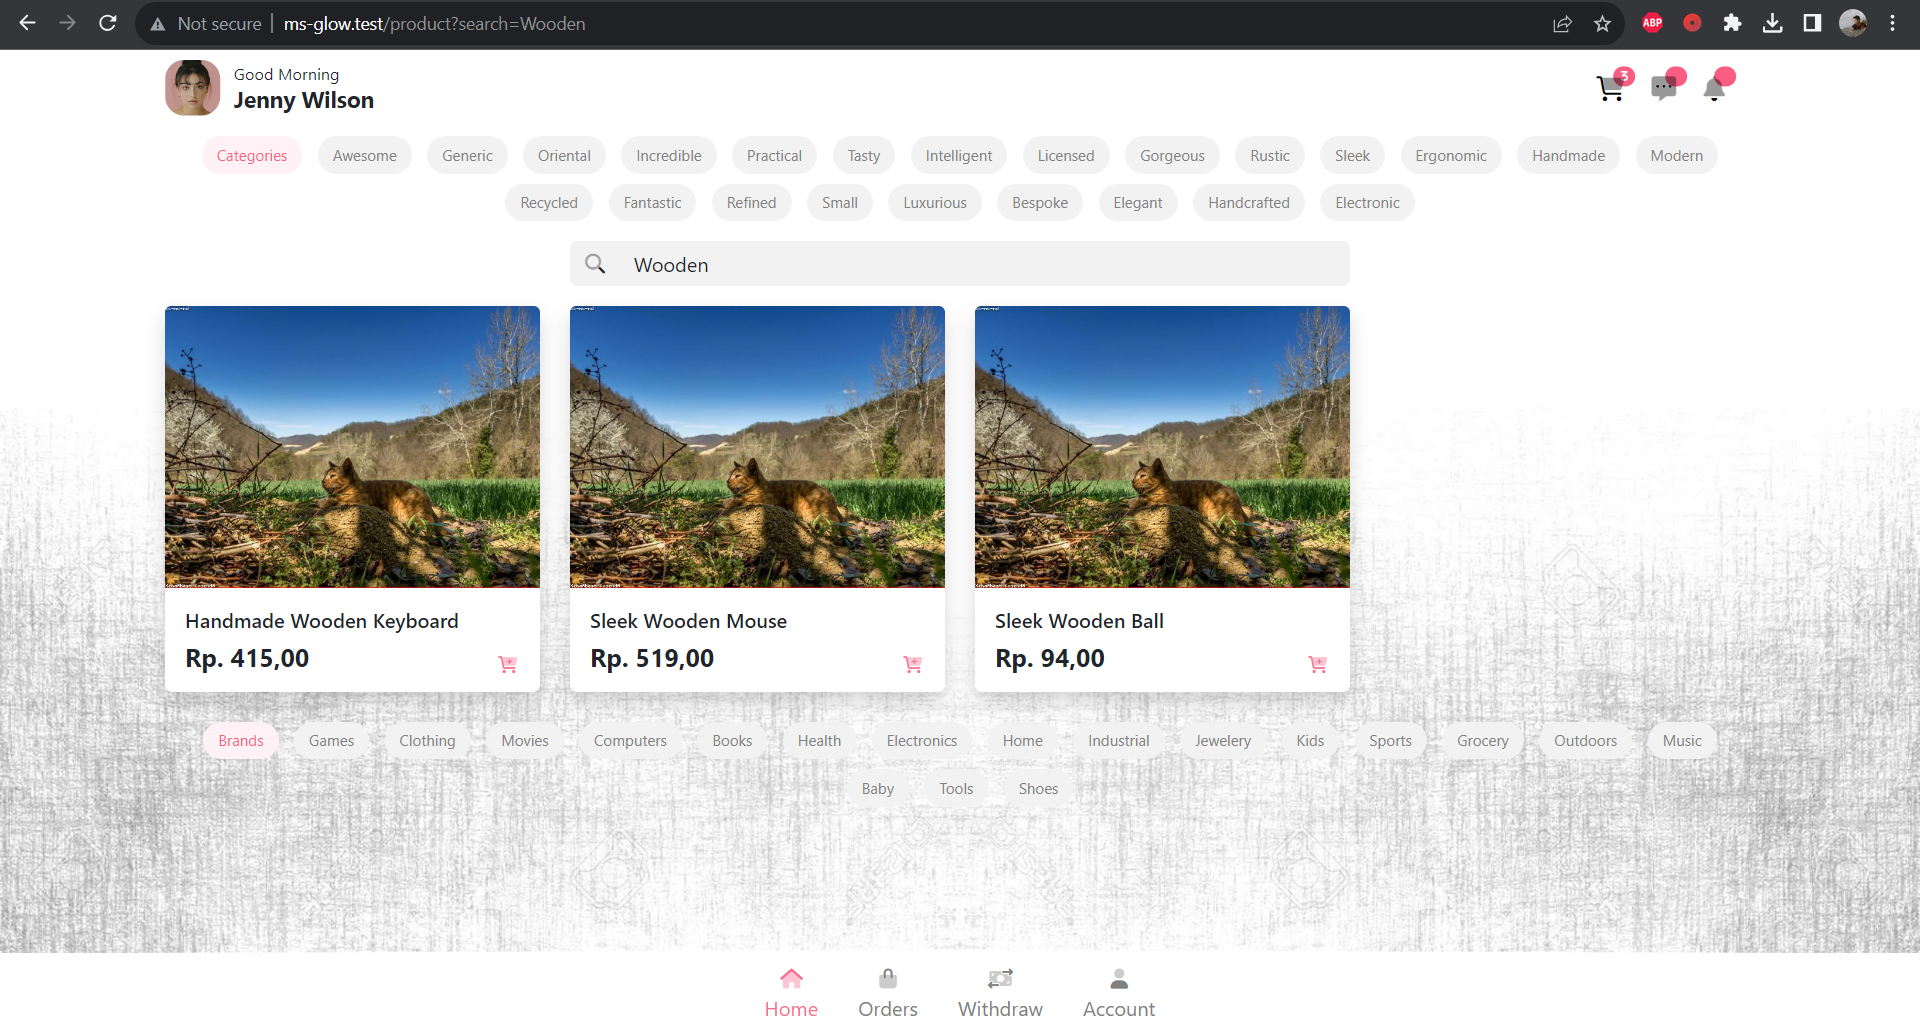 Not secure ms-glow.test/product?search=Wooden ABP
Good Morning
Jenny Wilson
3
Categories Awesome Generic Oriental Incredible Practical Tasty Intelligent Licensed Gorgeous Rustic Sleek Ergonomic Handmade Modern
Recycled Fantastic Refined Small Luxurious Bespoke Elegant Handcrafted Electronic
Wooden
Handmade Wooden Keyboard
Rp. 415,00
Sleek Wooden Mouse
Rp. 519,00
Sleek Wooden Ball
Rp. 94,00
Brands Games Clothing Movies Computers Books Health Electronics Home Industrial Jewelery Kids Sports Grocery Outdoors Music
Baby Tools Shoes
Home Orders Withdraw Account